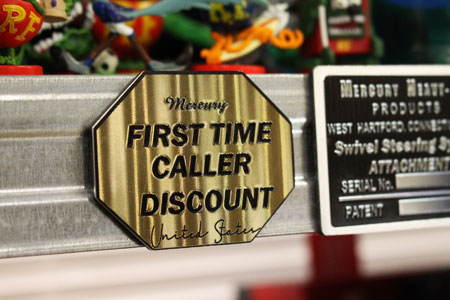 Mercury
FIRST TIME
CALLER
DISCOUNT
United States
MERCURY HEAVY-
PRODUCTS
WEST HARTFORD, CONN
Swivel Steering Sy
ATTACHMENT
SERIAL No.
PATENT